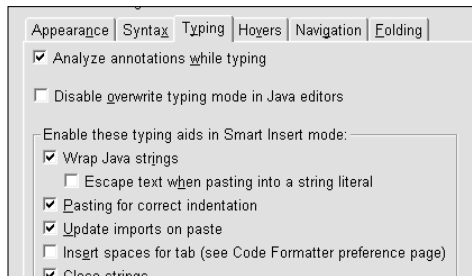 Appearance Syntax Typing Hovers Navigation Folding
Analyze annotations while typing
Disable overwrite typing mode in Java editors
Enable these typing aids in Smart Insert mode:
Wrap Java strings
Escape text when pasting into a string literal
Pasting for correct indentation
Update imports on paste
Insert spaces for tab (see Code Formatter preference page)
Close strings